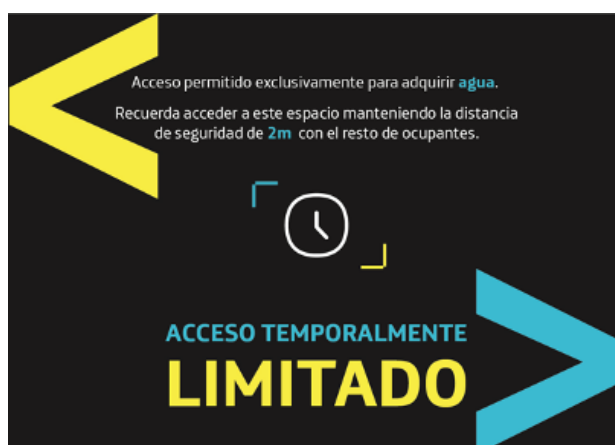 Acceso permitido exclusivamente para adquirir agua.
Recuerda acceder a este espacio manteniendo la distancia
de seguridad de 2m con el resto de ocupantes.
ACCESO TEMPORALMENTE
LIMITADO